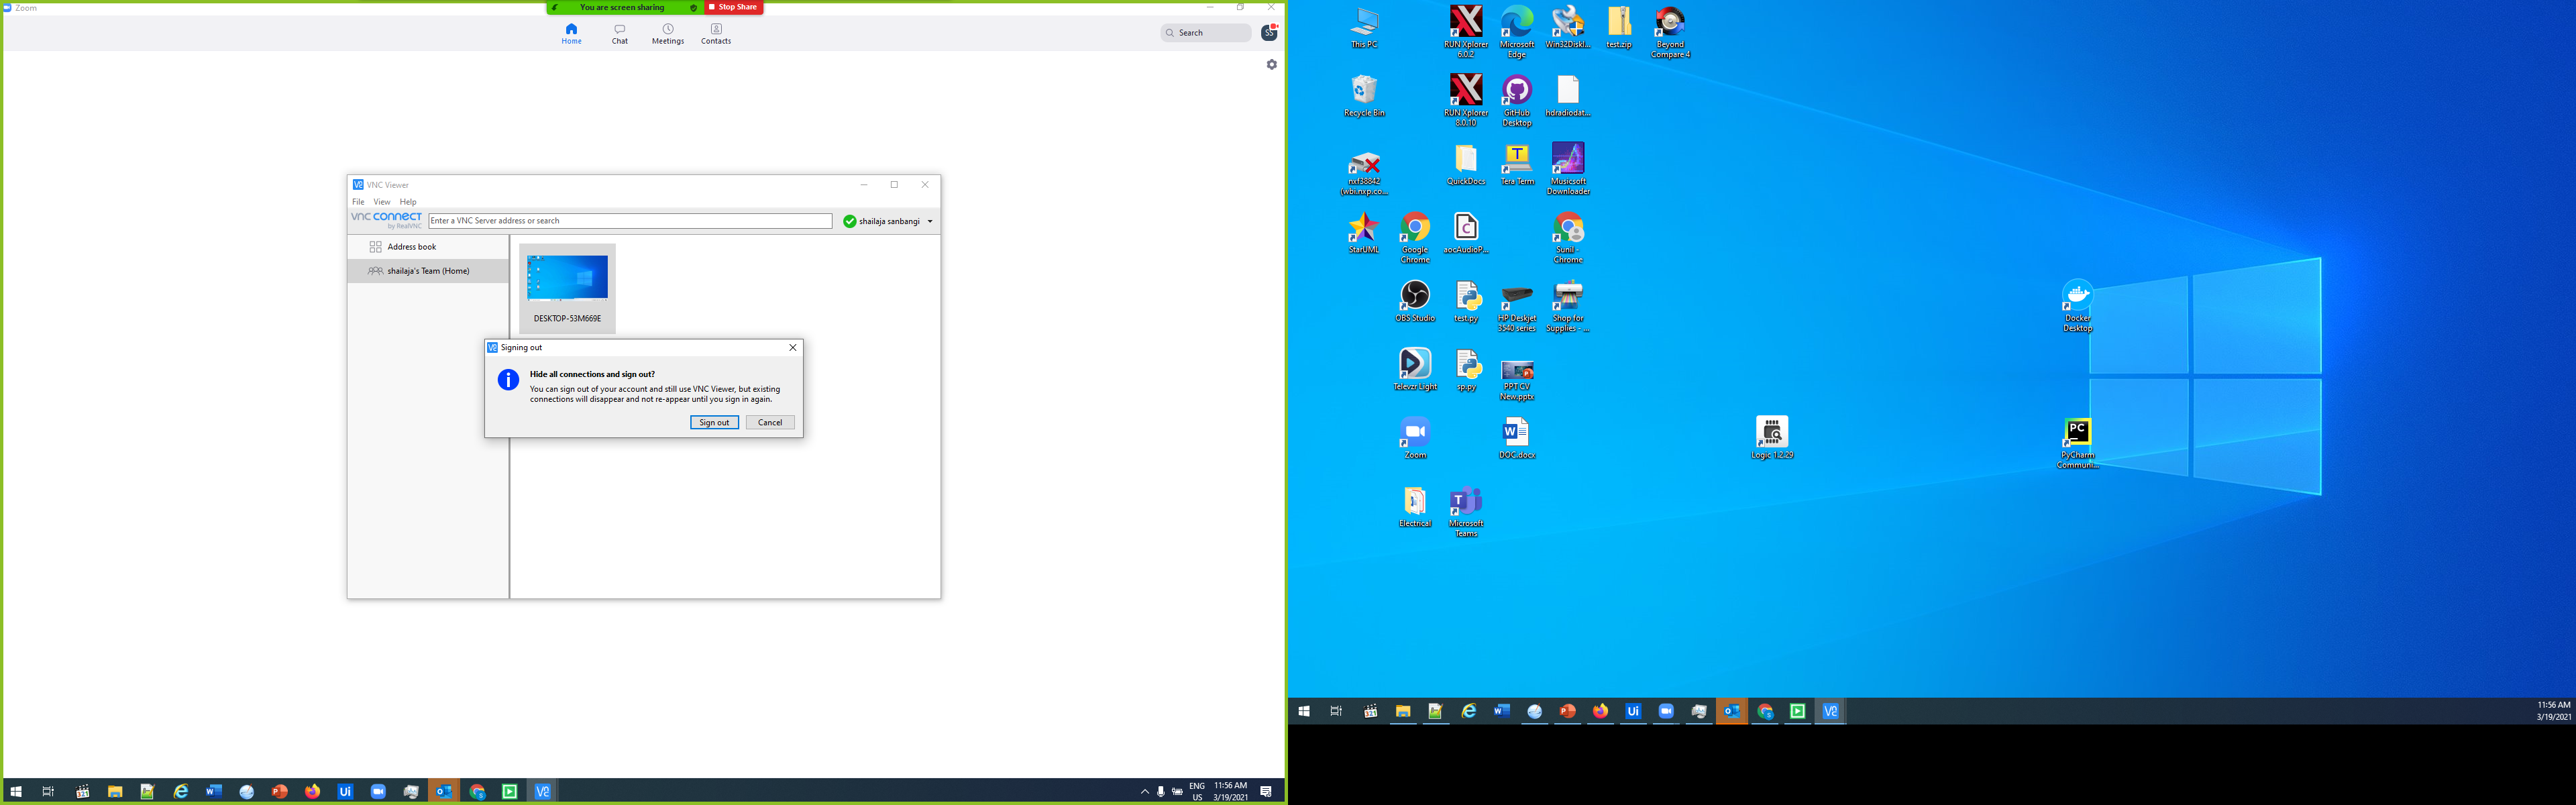 Zoom
You are screen sharing
Stop Share
Home
Chat
Meetings
Contacts
Search
SS
VNC Viewer
File
View
Help
vnc connect
by RealVNC
Enter a VNC Server address or search
shailaja sanbangi
Address book
shailaja's Team (Home)
DESKTOP-53M669E
Signing out
Hide all connections and sign out?
You can sign out of your account and still use VNC Viewer, but existing
connections will disappear and not re-appear until you sign in again.
Sign out
Cancel
ENG
US
11:56 AM
3/19/2021
This PC
RUN Xplorer
6.0.2
Microsoft
Edge
Win32DiskI...
test.zip
Beyond
Compare 4
Recycle Bin
RUN Xplorer
8.0.10
GitHub
Desktop
hdradiodat...
nxf38842
(wbi.nxp.co...
QuickDocs
Tera Term
Musicsoft
Downloader
StarUML
Google
Chrome
aocAudioP...
Sunil -
Chrome
OBS Studio
test.py
HP Deskjet
3540 series
Shop for
Supplies - ...
Docker
Desktop
Televzr Light
sp.py
PPT CV
New.pptx
Zoom
DOC.docx
Logic 1.2.29
PyCharm
Communi...
Electrical
Microsoft
Teams
11:56 AM
3/19/2021